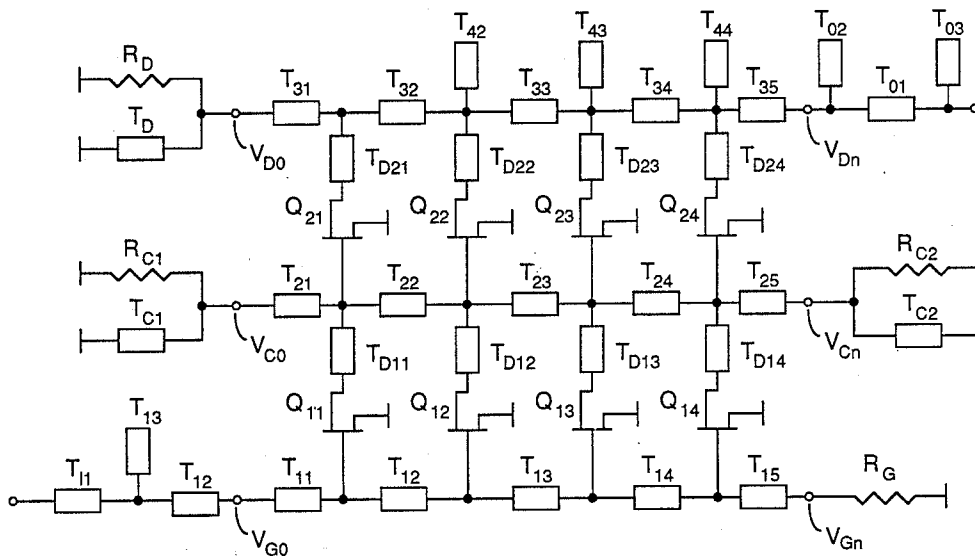 T42 T43 T44 T02 T03
RD T31 T32 T33 T34 T35 T01
TD
VD0 TD21 TD22 TD23 TD24 VDn
Q21 Q22 Q23 Q24
RC1 T21 T22 T23 T24 T25 RC2
TC1 TC2
VC0 TD11 TD12 TD13 TD14 VCn
Q11 Q12 Q13 Q14
T13
TI1 T12 T11 T12 T13 T14 T15 RG
VG0 VGn